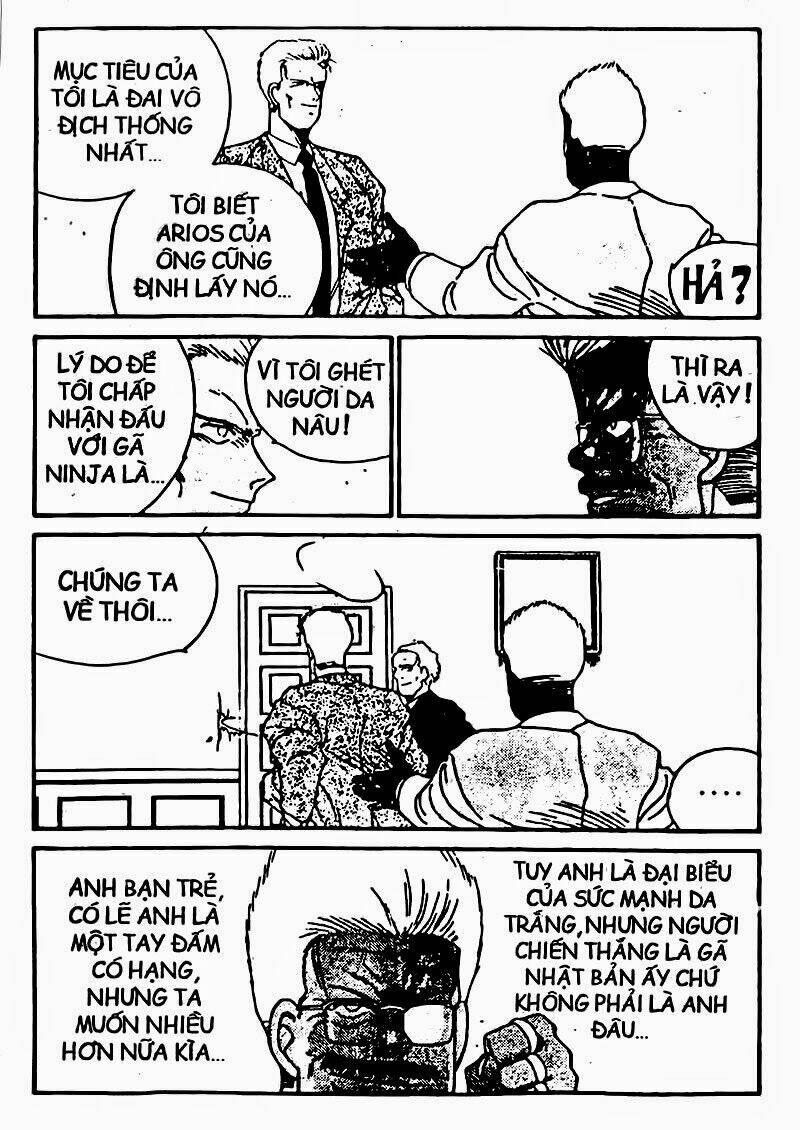 MỤC TIÊU CỦA
TÔI LÀ ĐAI VÔ
ĐỊCH THỐNG
NHẤT...
TÔI BIẾT
ARIOS CỦA
ÔNG CŨNG
ĐỊNH LẤY NÓ...
HẢ?
LÝ DO ĐỂ
TÔI CHẤP
NHẬN ĐẤU
VỚI GÃ
NINJA LÀ...
VÌ TÔI GHÉT
NGƯỜI DA
NÂU!
THÌ RA
LÀ VẬY!
CHÚNG TA
VỀ THÔI...
....
ANH BẠN TRẺ,
CÓ LẼ ANH LÀ
MỘT TAY ĐẤM
CÓ HẠNG,
NHƯNG TA
MUỐN NHIỀU
HƠN NỮA KÌA...
TUY ANH LÀ ĐẠI BIỂU
CỦA SỨC MẠNH DA
TRẮNG,NHƯNG NGƯỜI
CHIẾN THẮNG LÀ GÃ
NHẬT BẢN ẤY CHỨ
KHÔNG PHẢI LÀ ANH
ĐÂU...